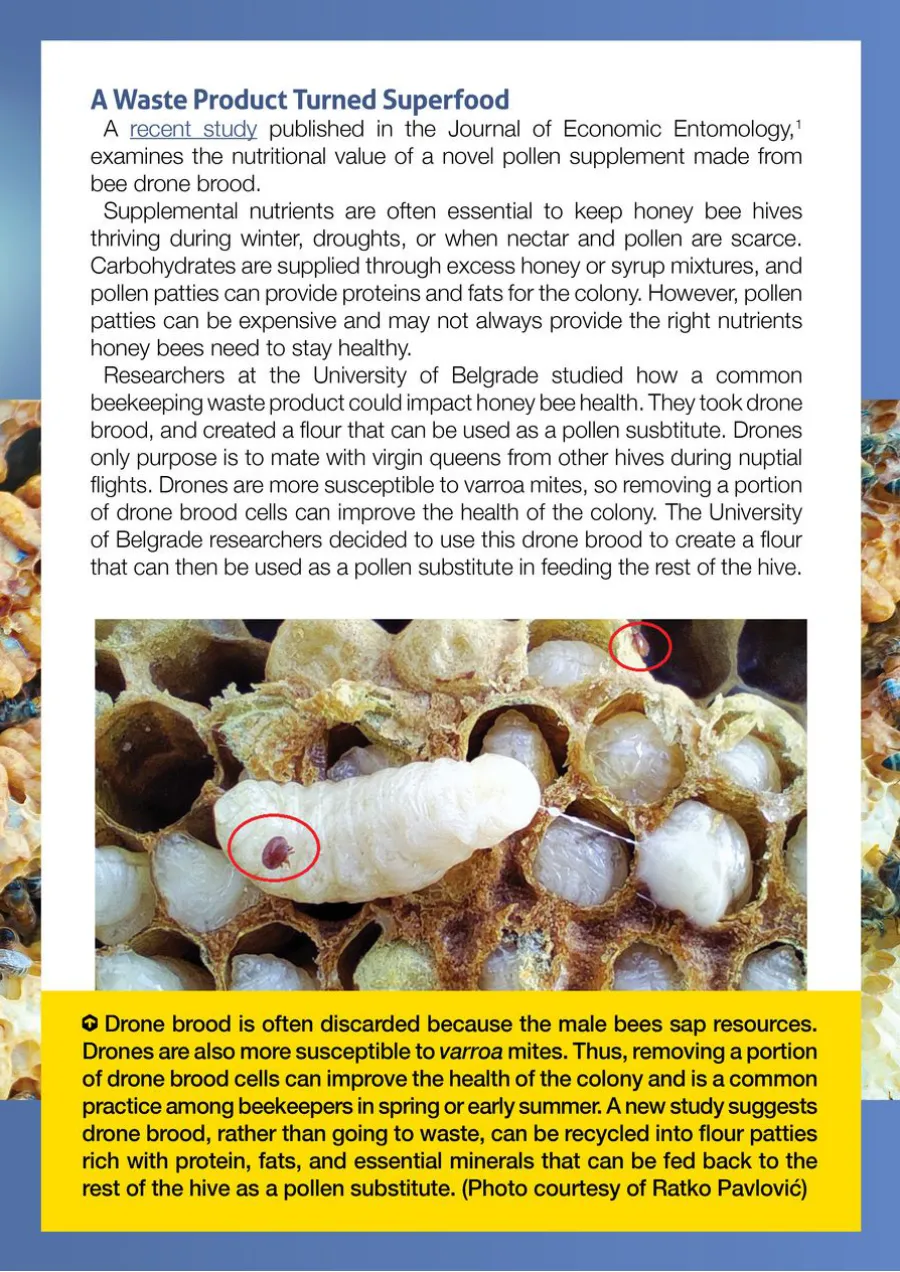 A Waste Product Turned Superfood
A recent study published in the Journal of Economic Entomology,¹
examines the nutritional value of a novel pollen supplement made from
bee drone brood.
Supplemental nutrients are often essential to keep honey bee hives
thriving during winter, droughts, or when nectar and pollen are scarce.
Carbohydrates are supplied through excess honey or syrup mixtures, and
pollen patties can provide proteins and fats for the colony. However, pollen
patties can be expensive and may not always provide the right nutrients
honey bees need to stay healthy.
Researchers at the University of Belgrade studied how a common
beekeeping waste product could impact honey bee health. They took drone
brood, and created a flour that can be used as a pollen susbtitute. Drones
only purpose is to mate with virgin queens from other hives during nuptial
flights. Drones are more susceptible to varroa mites, so removing a portion
of drone brood cells can improve the health of the colony. The University
of Belgrade researchers decided to use this drone brood to create a flour
that can then be used as a pollen substitute in feeding the rest of the hive.
Drone brood is often discarded because the male bees sap resources.
Drones are also more susceptible to varroa mites. Thus, removing a portion
of drone brood cells can improve the health of the colony and is a common
practice among beekeepers in spring or early summer. A new study suggests
drone brood, rather than going to waste, can be recycled into flour patties
rich with protein, fats, and essential minerals that can be fed back to the
rest of the hive as a pollen substitute. (Photo courtesy of Ratko Pavlović)